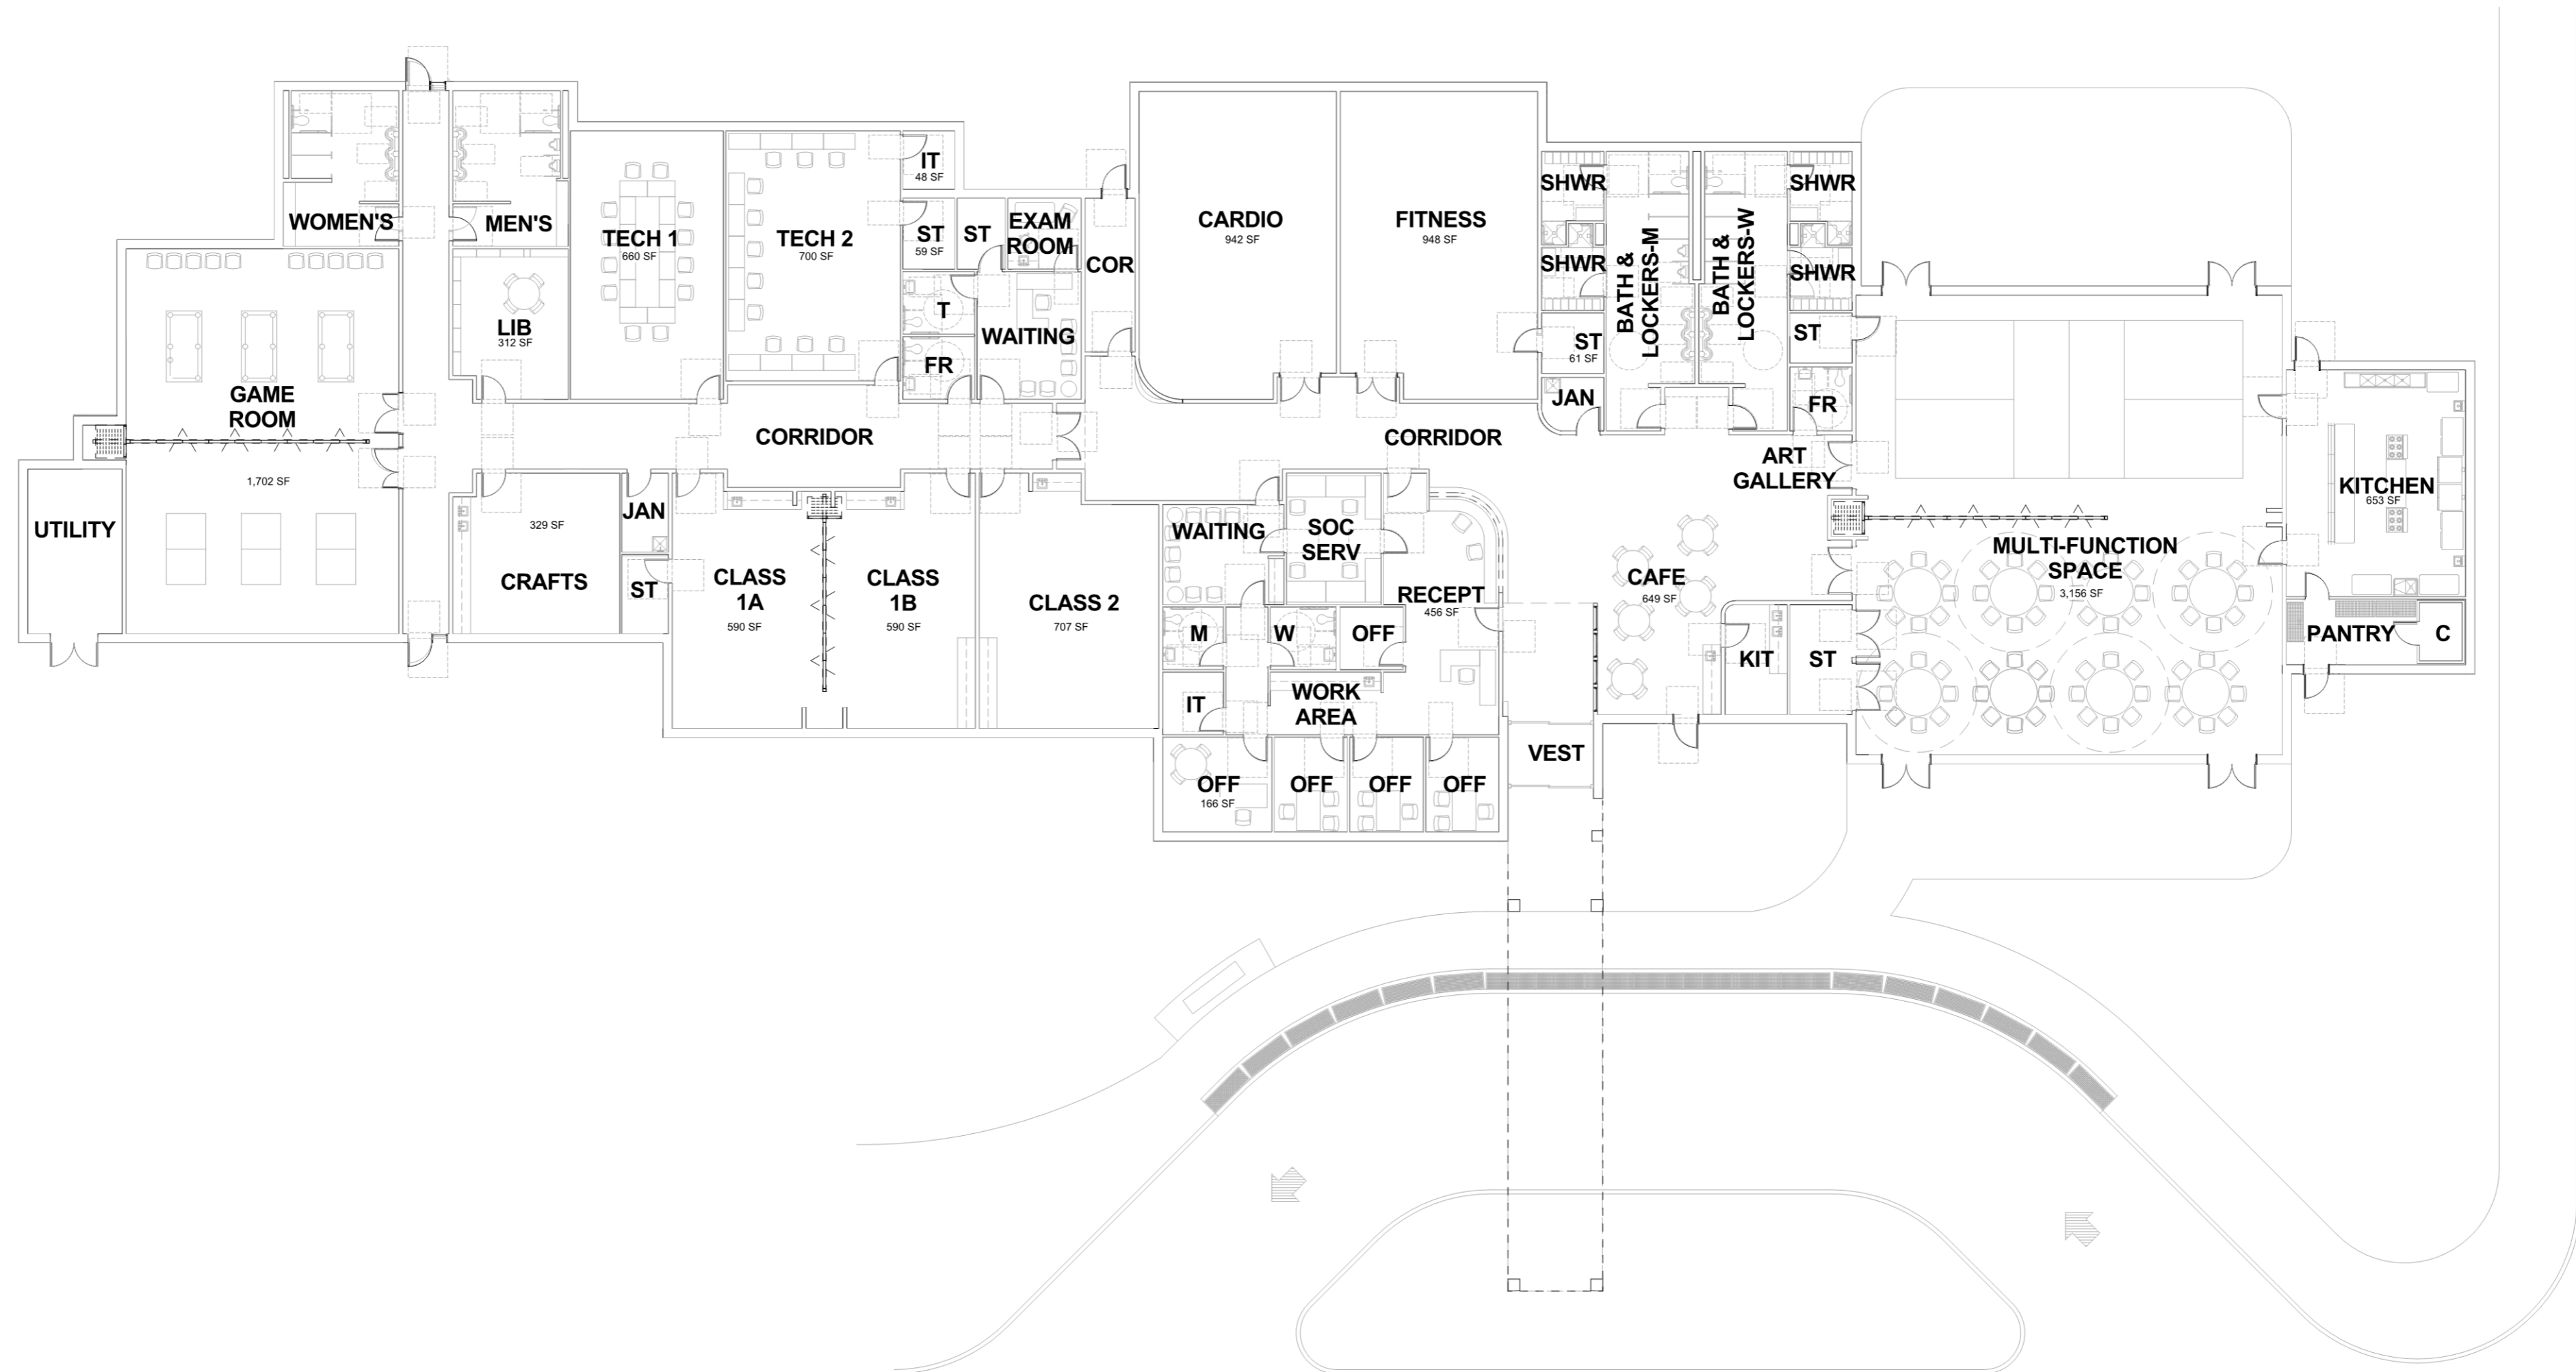 WOMEN'S
MEN'S
TECH 1
660 SF
TECH 2
700 SF
IT
48 SF
ST
59 SF
ST
EXAM
ROOM
COR
CARDIO
942 SF
FITNESS
948 SF
SHWR
SHWR
BATH &
LOCKERS-M
BATH &
LOCKERS-W
SHWR
SHWR
ST
61 SF
ST
JAN
FR
LIB
312 SF
T
FR
WAITING
GAME
ROOM
1,702 SF
UTILITY
CORRIDOR
CORRIDOR
ART
GALLERY
KITCHEN
653 SF
329 SF
CRAFTS
JAN
ST
CLASS
1A
590 SF
CLASS
1B
590 SF
CLASS 2
707 SF
WAITING
SOC
SERV
RECEPT
456 SF
CAFE
649 SF
MULTI-FUNCTION
SPACE
3,156 SF
M
W
OFF
KIT
ST
PANTRY
C
IT
WORK
AREA
VEST
OFF
166 SF
OFF
OFF
OFF